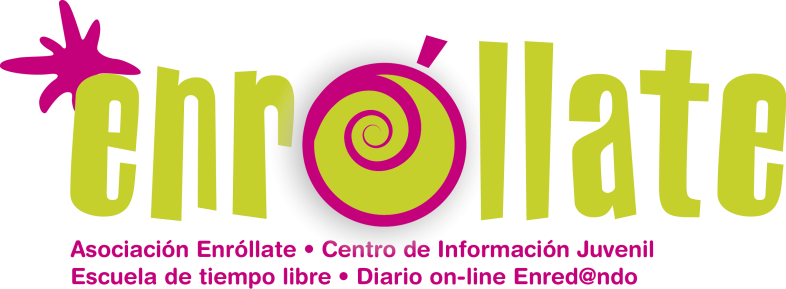 enróllate
Asociación Enróllate • Centro de Información Juvenil
Escuela de tiempo libre • Diario on-line Enred@ndo